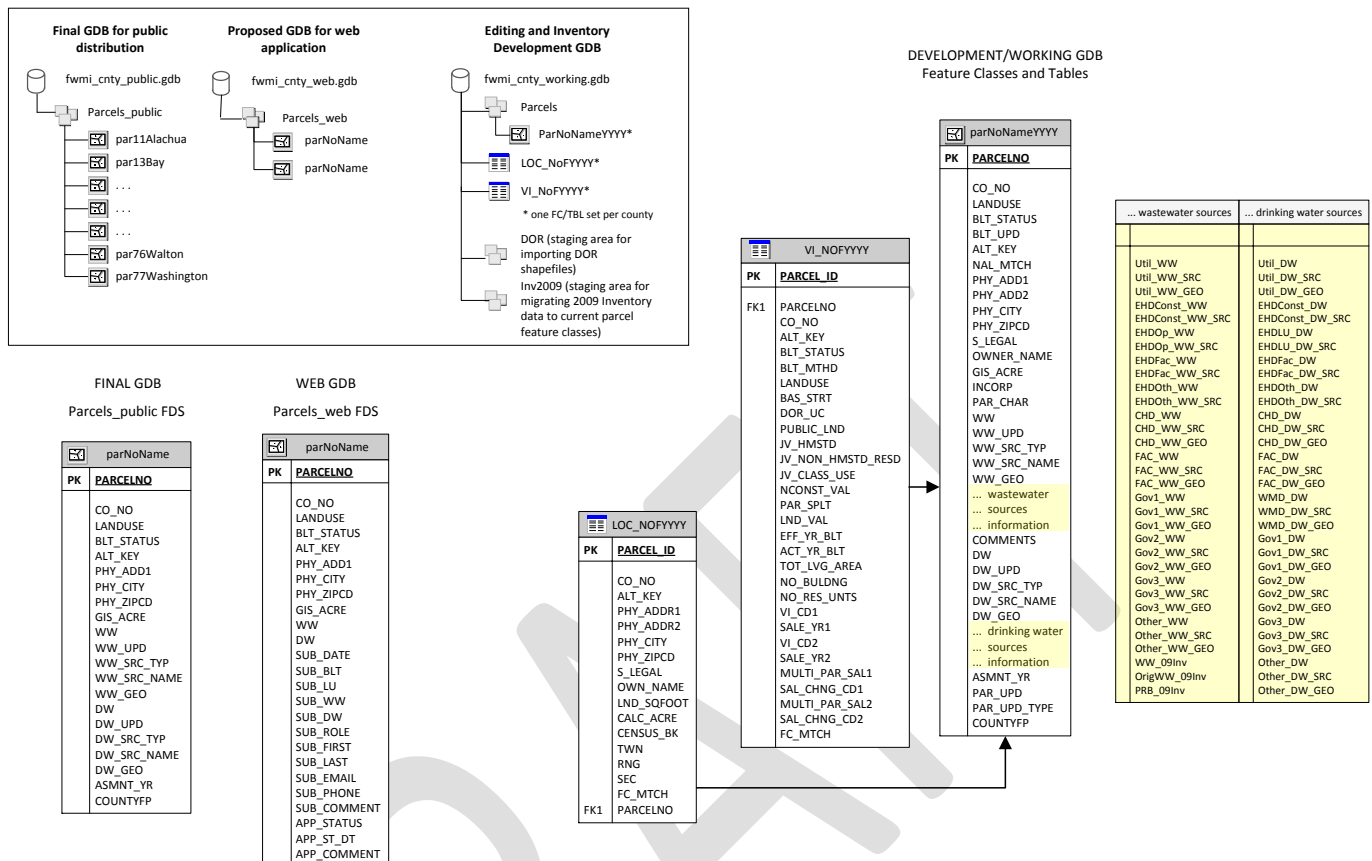 Final GDB for public
distribution
fwmi_cnty_public.gdb
Parcels_public
par11Alachua
par13Bay
. . .
. . .
. . .
par76Walton
par77Washington
Proposed GDB for web
application
fwmi_cnty_web.gdb
Parcels_web
parNoName
parNoName
Editing and Inventory
Development GDB
fwmi_cnty_working.gdb
Parcels
ParNoNameYYYY*
LOC_NoFYYYY*
VI_NoFYYYY*
* one FC/TBL set per county
DOR (staging area for
importing DOR
shapefiles)
Inv2009 (staging area for
migrating 2009 Inventory
data to current parcel
feature classes)
FINAL GDB
Parcels_public FDS
parNoName
PK PARCELNO
CO_NO
LANDUSE
BLT_STATUS
ALT_KEY
PHY_ADD1
PHY_CITY
PHY_ZIPCD
GIS_ACRE
WW
WW_UPD
WW_SRC_TYP
WW_SRC_NAME
WW_GEO
DW
DW_UPD
DW_SRC_TYP
DW_SRC_NAME
DW_GEO
ASMNT_YR
COUNTYFP
WEB GDB
Parcels_web FDS
parNoName
PK PARCELNO
CO_NO
LANDUSE
BLT_STATUS
ALT_KEY
PHY_ADD1
PHY_CITY
PHY_ZIPCD
GIS_ACRE
WW
DW
SUB_DATE
SUB_BLT
SUB_LU
SUB_WW
SUB_DW
SUB_ROLE
SUB_FIRST
SUB_LAST
SUB_EMAIL
SUB_PHONE
SUB_COMMENT
APP_STATUS
APP_ST_DT
APP_COMMENT
LOC_NOFYYYY
PK PARCEL_ID
CO_NO
ALT_KEY
PHY_ADDR1
PHY_ADDR2
PHY_CITY
PHY_ZIPCD
S_LEGAL
OWN_NAME
LND_SQFOOT
CALC_ACRE
CENSUS_BK
TWN
RNG
SEC
FC_MTCH
FK1 PARCELNO
DEVELOPMENT/WORKING GDB
Feature Classes and Tables
VI_NOFYYYY
PK PARCEL_ID
FK1 PARCELNO
CO_NO
ALT_KEY
BLT_STATUS
BLT_MTHD
LANDUSE
BAS_STRT
DOR_UC
PUBLIC_LND
JV_HMSTD
JV_NON_HMSTD_RESD
JV_CLASS_USE
NCONST_VAL
PAR_SPLT
LND_VAL
EFF_YR_BLT
ACT_YR_BLT
TOT_LVG_AREA
NO_BULDNG
NO_RES_UNTS
VI_CD1
SALE_YR1
VI_CD2
SALE_YR2
MULTI_PAR_SAL1
SAL_CHNG_CD1
MULTI_PAR_SAL2
SAL_CHNG_CD2
FC_MTCH
parNoNameYYYY
PK PARCELNO
CO_NO
LANDUSE
BLT_STATUS
BLT_UPD
ALT_KEY
NAL_MTCH
PHY_ADD1
PHY_ADD2
PHY_CITY
PHY_ZIPCD
S_LEGAL
OWNER_NAME
GIS_ACRE
INCORP
PAR_CHAR
WW
WW_UPD
WW_SRC_TYP
WW_SRC_NAME
WW_GEO
... wastewater
... sources
... information
COMMENTS
DW
DW_UPD
DW_SRC_TYP
DW_SRC_NAME
DW_GEO
... drinking water
... sources
... information
ASMNT_YR
PAR_UPD
PAR_UPD_TYPE
COUNTYFP
... wastewater sources
Util_WW
Util_WW_SRC
Util_WW_GEO
EHDConst_WW
EHDConst_WW_SRC
EHDOp_WW
EHDOp_WW_SRC
EHDFac_WW
EHDFac_WW_SRC
EHDOth_WW
EHDOth_WW_SRC
CHD_WW
CHD_WW_SRC
CHD_WW_GEO
FAC_WW
FAC_WW_SRC
FAC_WW_GEO
Gov1_WW
Gov1_WW_SRC
Gov1_WW_GEO
Gov2_WW
Gov2_WW_SRC
Gov2_WW_GEO
Gov3_WW
Gov3_WW_SRC
Gov3_WW_GEO
Other_WW
Other_WW_SRC
Other_WW_GEO
WW_09Inv
OrigWW_09Inv
PRB_09Inv
... drinking water sources
Util_DW
Util_DW_SRC
Util_DW_GEO
EHDConst_DW
EHDConst_DW_SRC
EHDLU_DW
EHDLU_DW_SRC
EHDFac_DW
EHDFac_DW_SRC
EHDOth_DW
EHDOth_DW_SRC
CHD_DW
CHD_DW_SRC
CHD_DW_GEO
FAC_DW
FAC_DW_SRC
FAC_DW_GEO
WMD_DW
WMD_DW_SRC
WMD_DW_GEO
Gov1_DW
Gov1_DW_SRC
Gov1_DW_GEO
Gov2_DW
Gov2_DW_SRC
Gov2_DW_GEO
Gov3_DW
Gov3_DW_SRC
Gov3_DW_GEO
Other_DW
Other_DW_SRC
Other_DW_GEO